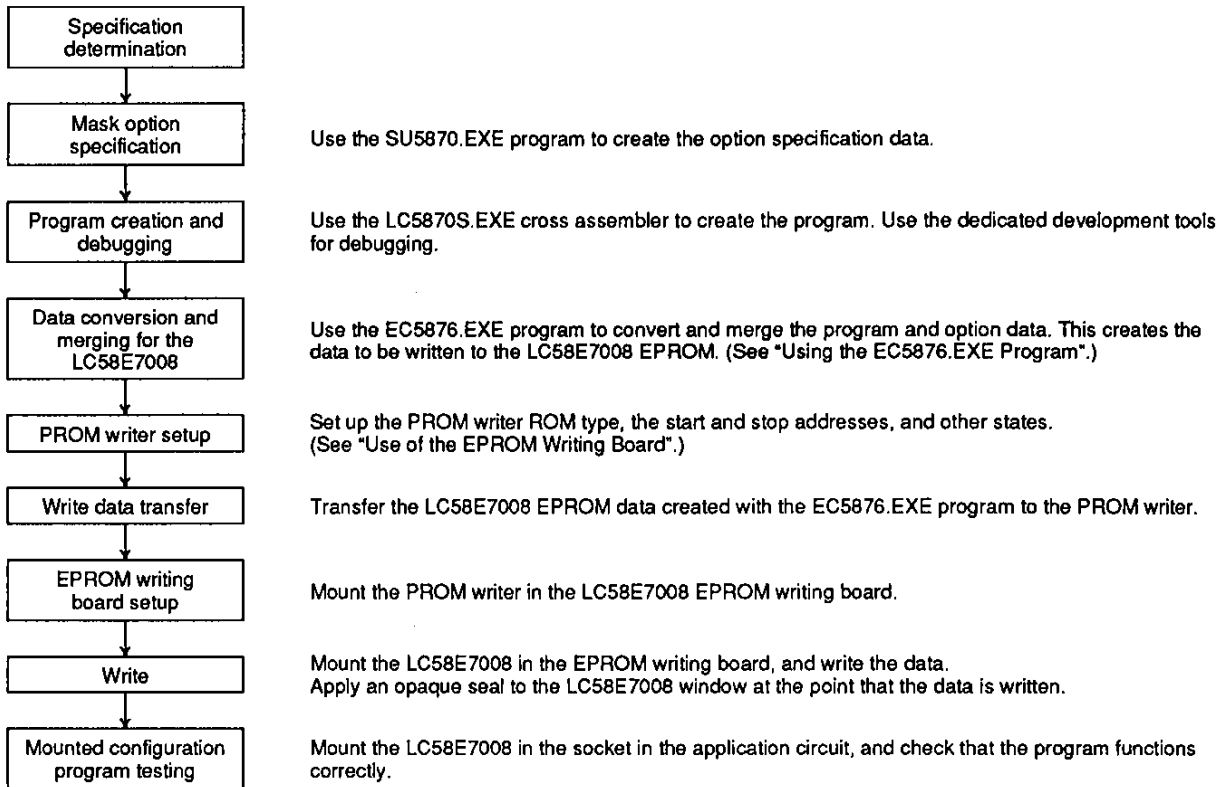 Specification
determination
Mask option
specification
Use the SU5870.EXE program to create the option specification data.
Program creation and
debugging
Use the LC5870S.EXE cross assembler to create the program. Use the dedicated development tools
for debugging.
Data conversion and
merging for the
LC58E7008
Use the EC5876.EXE program to convert and merge the program and option data. This creates the
data to be written to the LC58E7008 EPROM. (See "Using the EC5876.EXE Program".)
PROM writer setup
Set up the PROM writer ROM type, the start and stop addresses, and other states.
(See "Use of the EPROM Writing Board".)
Write data transfer
Transfer the LC58E7008 EPROM data created with the EC5876.EXE program to the PROM writer.
EPROM writing
board setup
Mount the PROM writer in the LC58E7008 EPROM writing board.
Write
Mount the LC58E7008 in the EPROM writing board, and write the data.
Apply an opaque seal to the LC58E7008 window at the point that the data is written.
Mounted configuration
program testing
Mount the LC58E7008 in the socket in the application circuit, and check that the program functions
correctly.